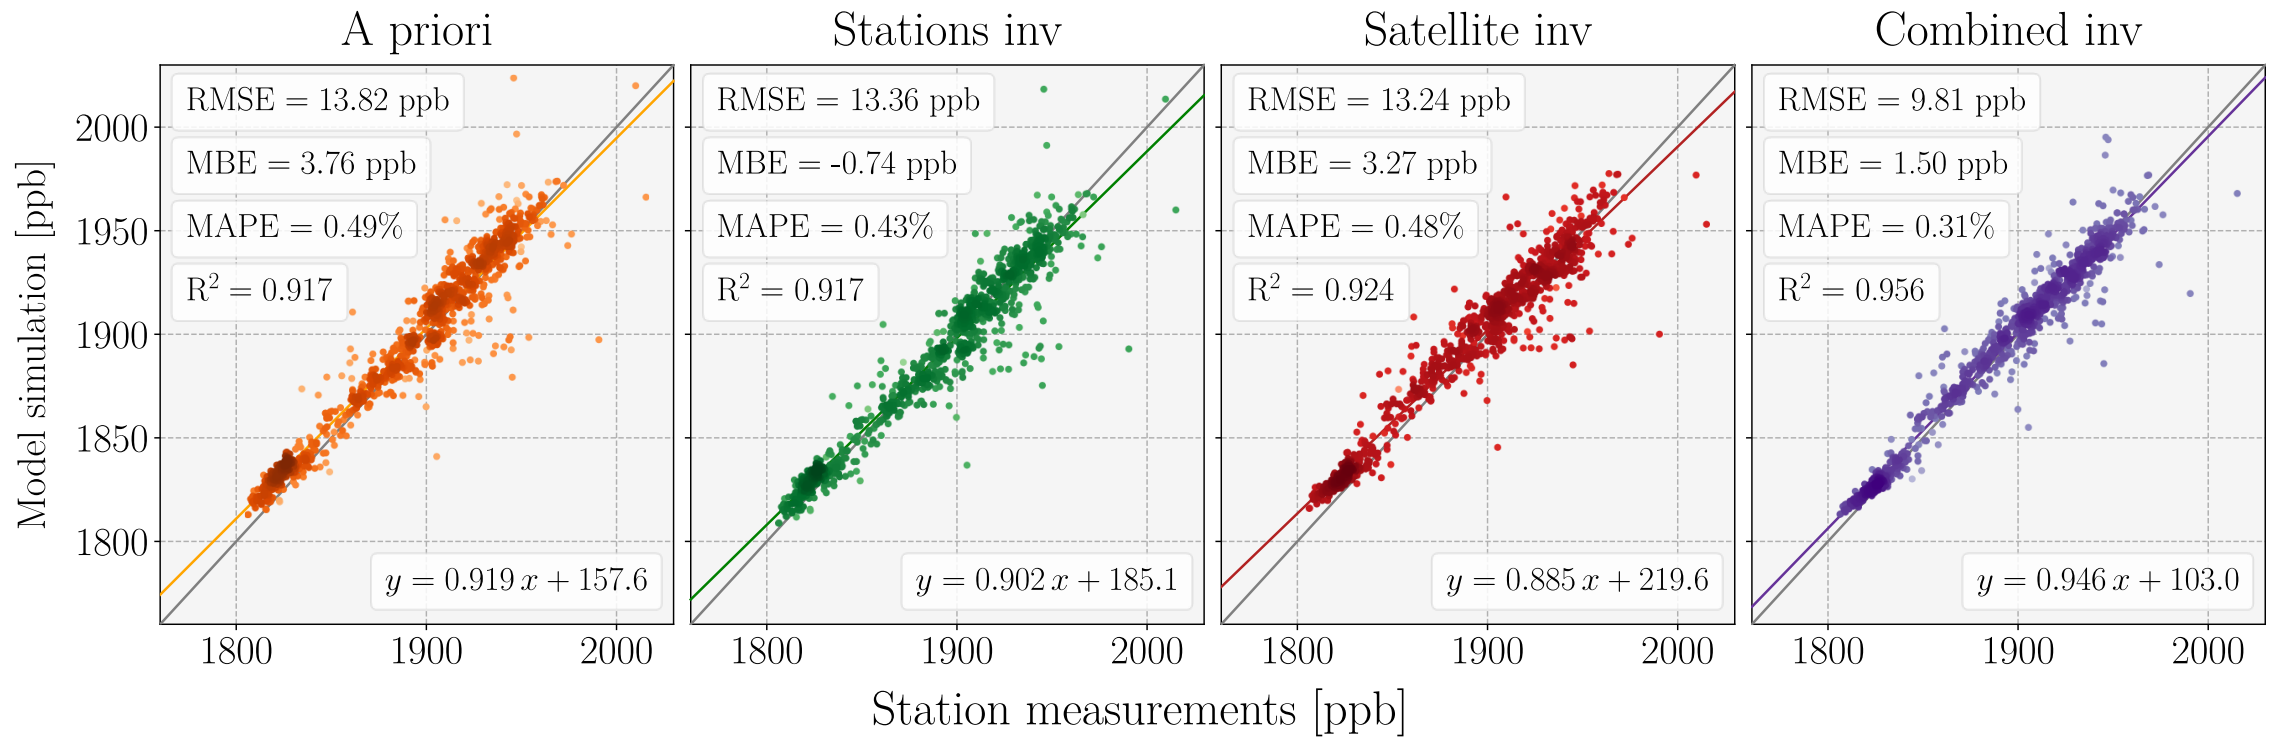 A priori
Stations inv
Satellite inv
Combined inv
RMSE = 13.82 ppb
MBE = 3.76 ppb
MAPE = 0.49%
R² = 0.917
y = 0.919 x + 157.6
RMSE = 13.36 ppb
MBE = -0.74 ppb
MAPE = 0.43%
R² = 0.917
y = 0.902 x + 185.1
RMSE = 13.24 ppb
MBE = 3.27 ppb
MAPE = 0.48%
R² = 0.924
y = 0.885 x + 219.6
RMSE = 9.81 ppb
MBE = 1.50 ppb
MAPE = 0.31%
R² = 0.956
y = 0.946 x + 103.0
Model simulation [ppb]
2000
1950
1900
1850
1800
1800 1900 2000
1800 1900 2000
1800 1900 2000
1800 1900 2000
Station measurements [ppb]